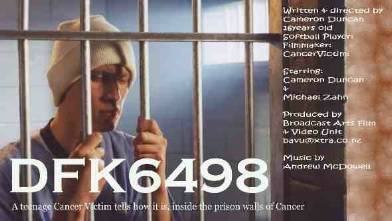 Written & directed by
Cameron Duncan
16years old
Softball Player:
Filmmaker:
CancerVictim:
Starring:
Cameron Duncan
&
Michael Zahn
Produced by
Broadcast Arts Film
& Video Unit
bavu@xtra.co.nz
Music by
Andrew McDowell
DFK6498
A teenage Cancer Victim tells how it is, inside the prison walls of Cancer